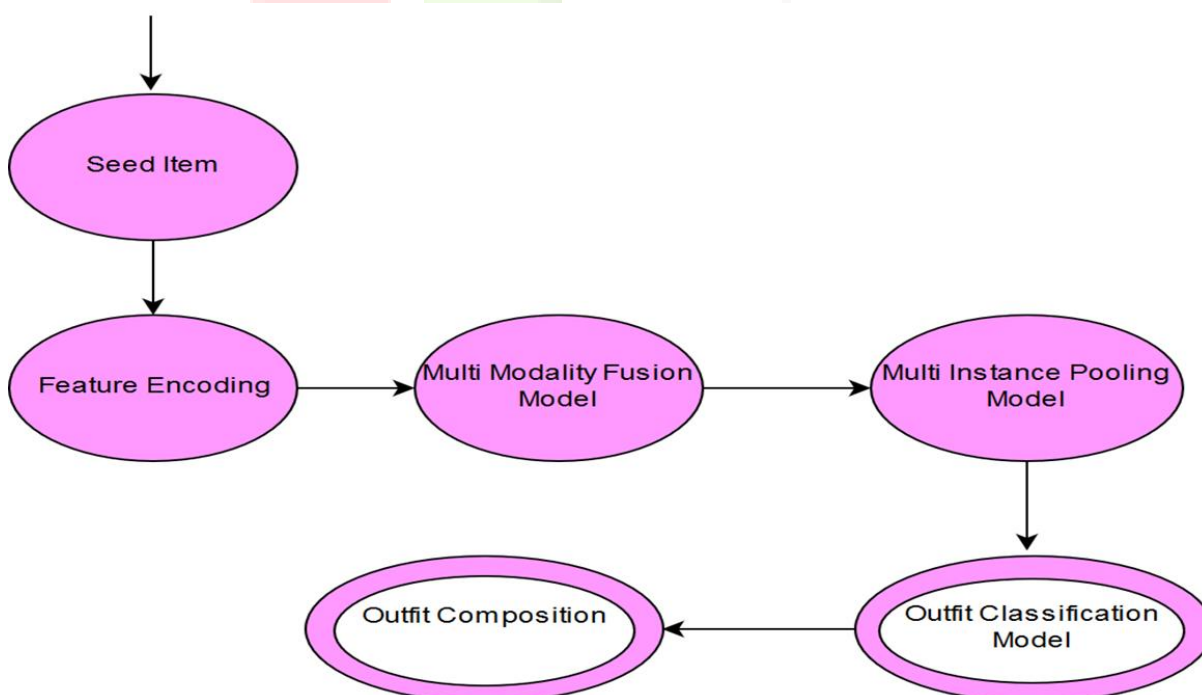 Seed Item
Feature Encoding
Multi Modality Fusion
Model
Multi Instance Pooling
Model
Outfit Composition
Outfit Classification
Model